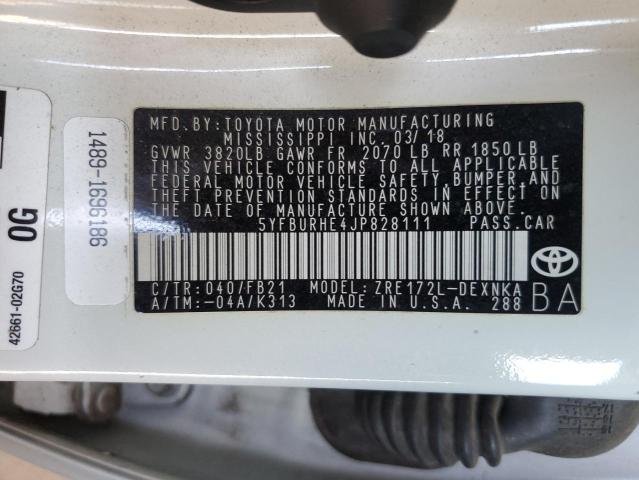 MFD. BY: TOYOTA MOTOR MANUFACTURING
MISSISSIPPI INC. 03/18
GVWR 3820LB GAWR FR 2070 LB RR 1850 LB
THIS VEHICLE CONFORMS TO ALL APPLICABLE
FEDERAL MOTOR VEHICLE SAFETY, BUMPER, AND
THEFT PREVENTION STANDARDS IN EFFECT ON
THE DATE OF MANUFACTURE SHOWN ABOVE.
5YFBURHE4JP828111 PASS. CAR
C/TR: 040/FB21 MODEL: ZRE172L-DEXNKA
A/TM: -04A/K313 MADE IN U.S.A. 288
BA
1489-1696186
0G
42661-02G70